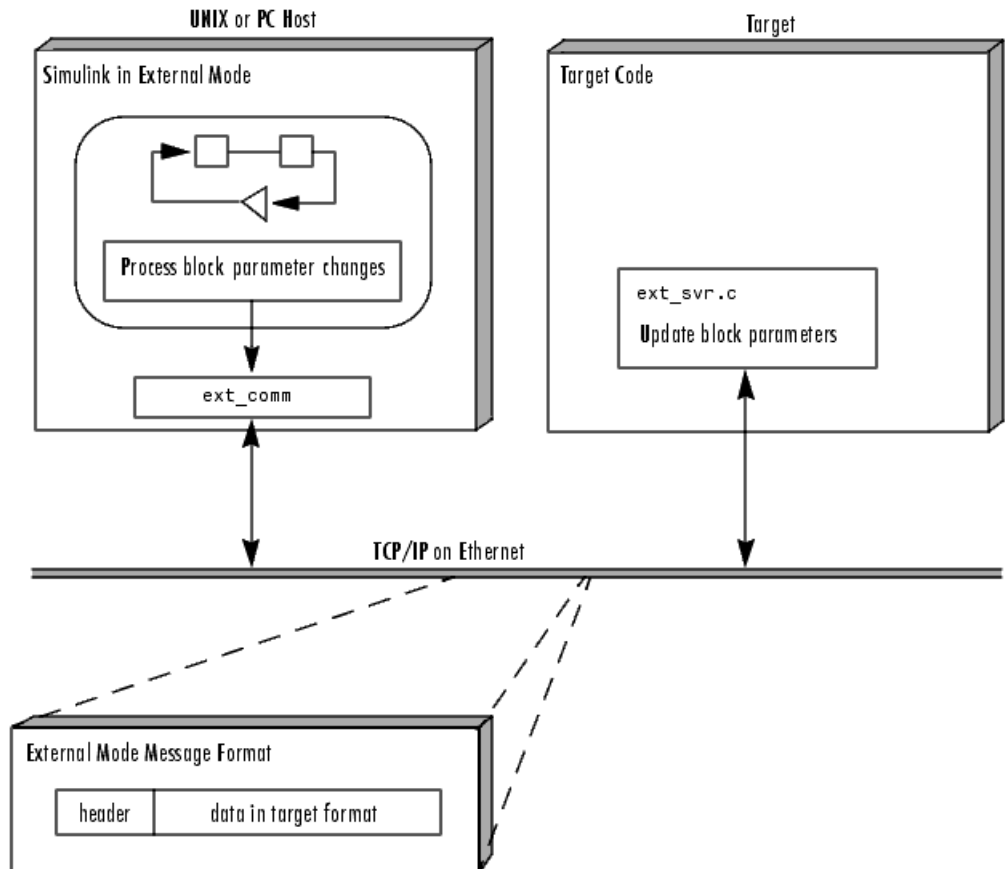 UNIX or PC Host
Target
Simulink in External Mode
Target Code
Process block parameter changes
ext_svr.c
Update block parameters
ext_comm
TCP/IP on Ethernet
External Mode Message Format
header
data in target format